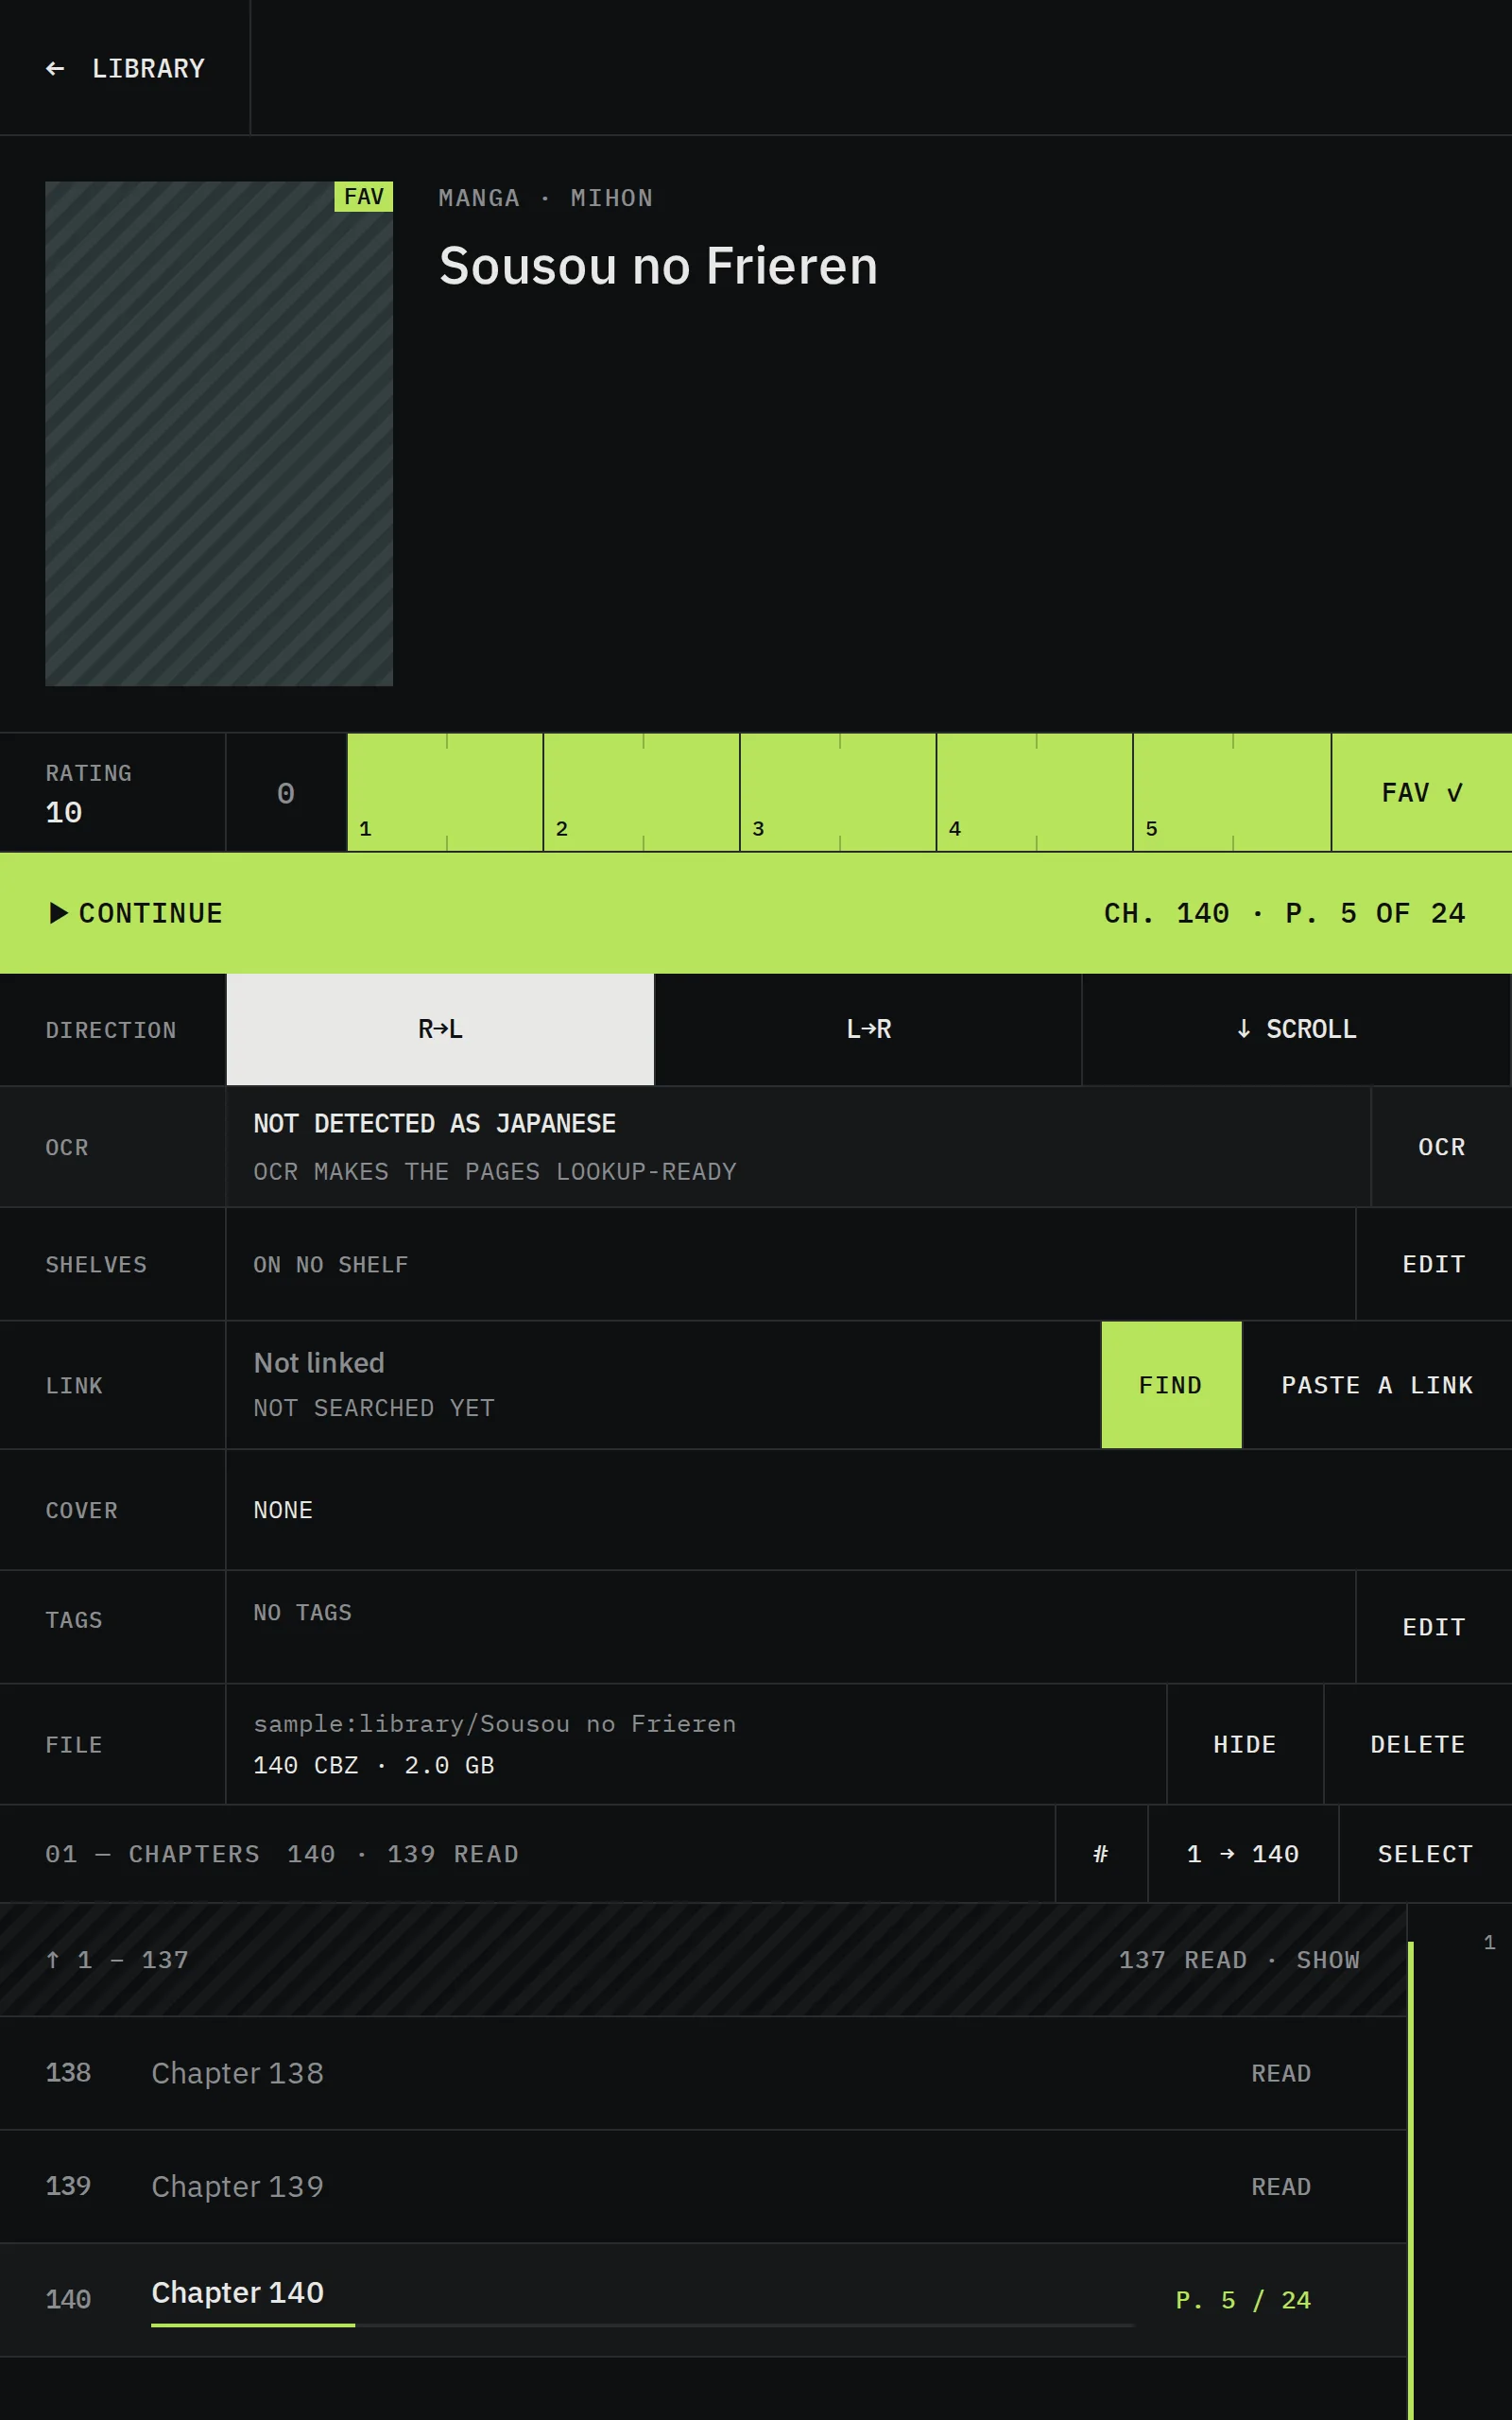 ← LIBRARY
FAV
MANGA · MIHON
Sousou no Frieren
RATING
10
0
1
2
3
4
5
FAV √
▶ CONTINUE
CH. 140 · P. 5 OF 24
DIRECTION
R→L
L→R
↓ SCROLL
OCR
NOT DETECTED AS JAPANESE
OCR MAKES THE PAGES LOOKUP-READY
OCR
SHELVES
ON NO SHELF
EDIT
LINK
Not linked
NOT SEARCHED YET
FIND
PASTE A LINK
COVER
NONE
TAGS
NO TAGS
EDIT
FILE
sample:library/Sousou no Frieren
140 CBZ · 2.0 GB
HIDE
DELETE
01 — CHAPTERS 140 · 139 READ
#
1 → 140
SELECT
↑ 1 – 137
137 READ · SHOW
1
138 Chapter 138
READ
139 Chapter 139
READ
140 Chapter 140
P. 5 / 24